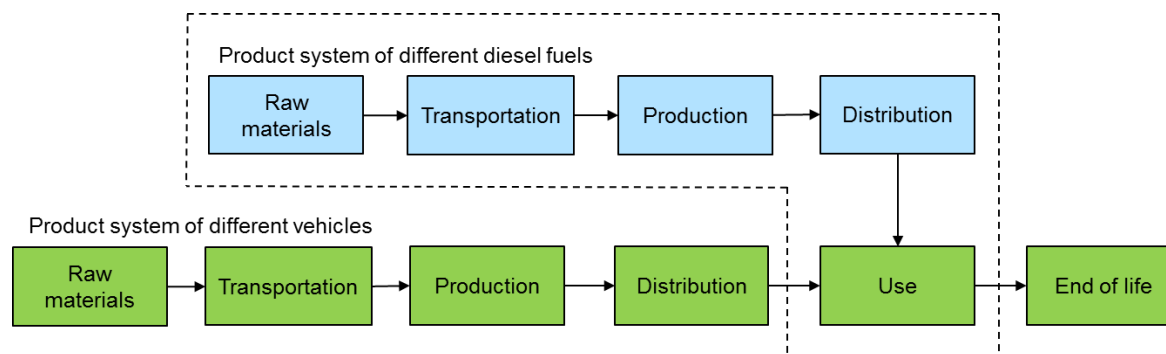 Product system of different diesel fuels
Raw
materials
Transportation
Production
Distribution
Product system of different vehicles
Raw
materials
Transportation
Production
Distribution
Use
End of life